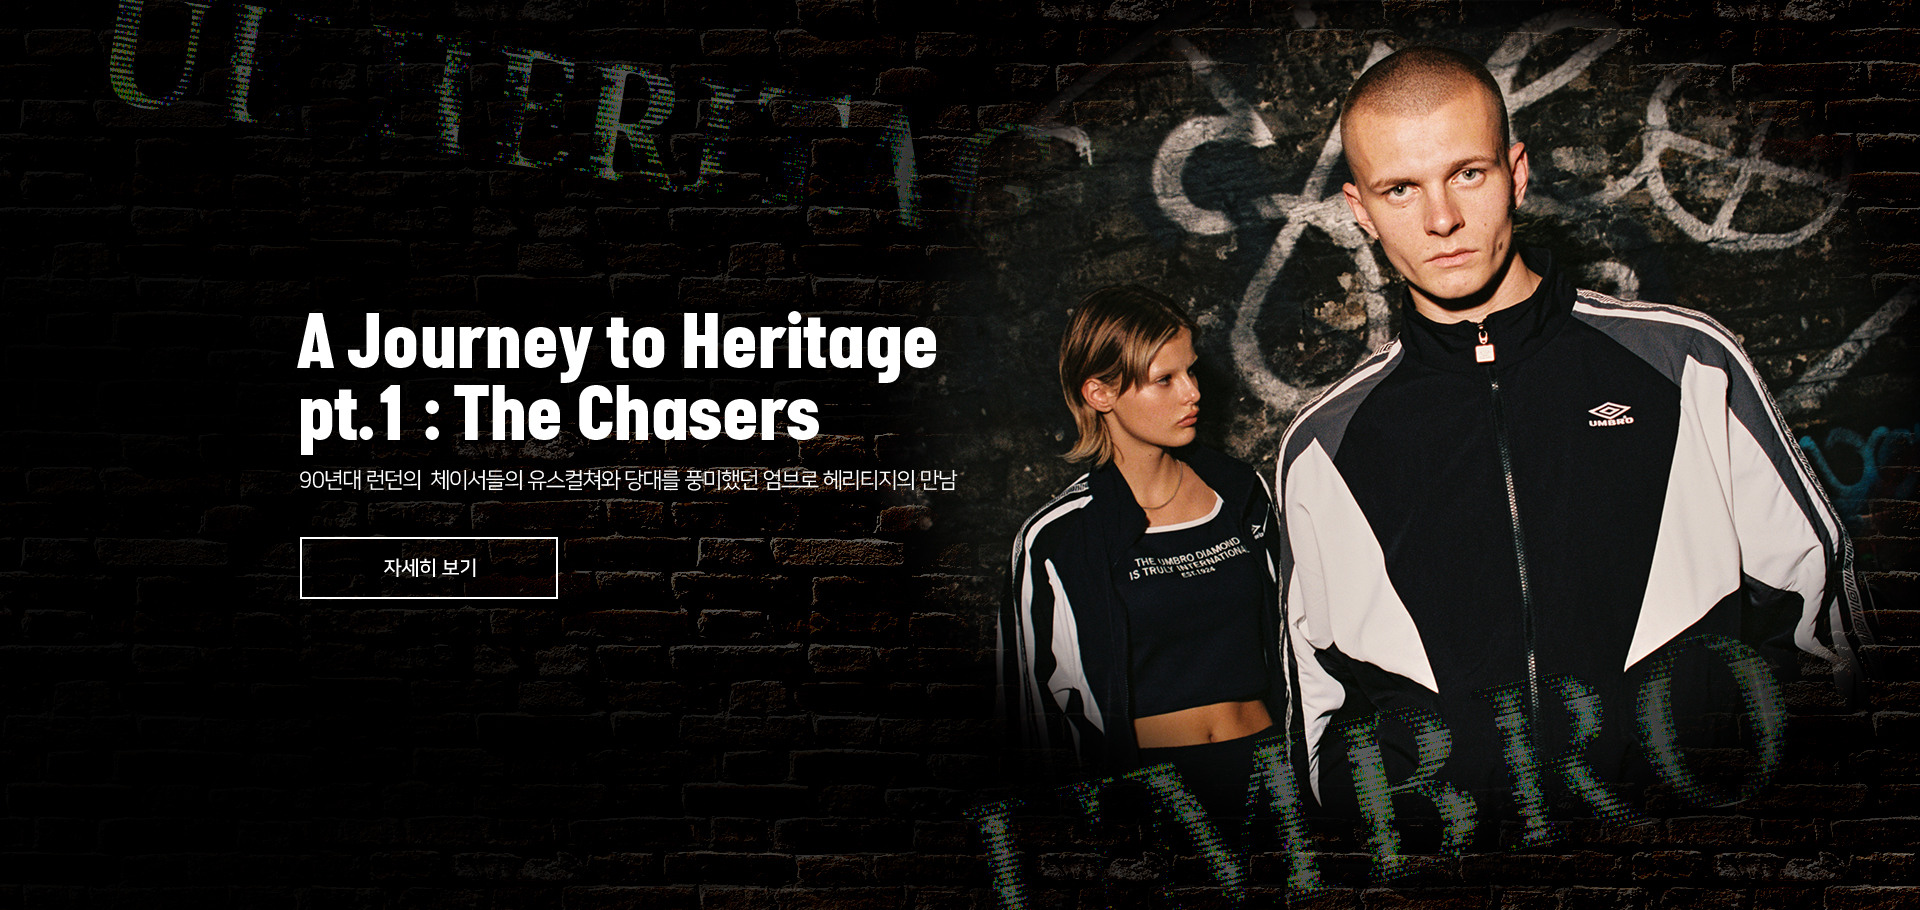 A Journey to Heritage
pt.1 : The Chasers
90년대 런던의 체이서들의 유스컬쳐와 당대를 풍미했던 엄브로 헤리티지의 만남
자세히 보기
UMBRO
THE UMBRO DIAMOND
IS TRULY INTERNATIONAL
EST.1924
UMBRO